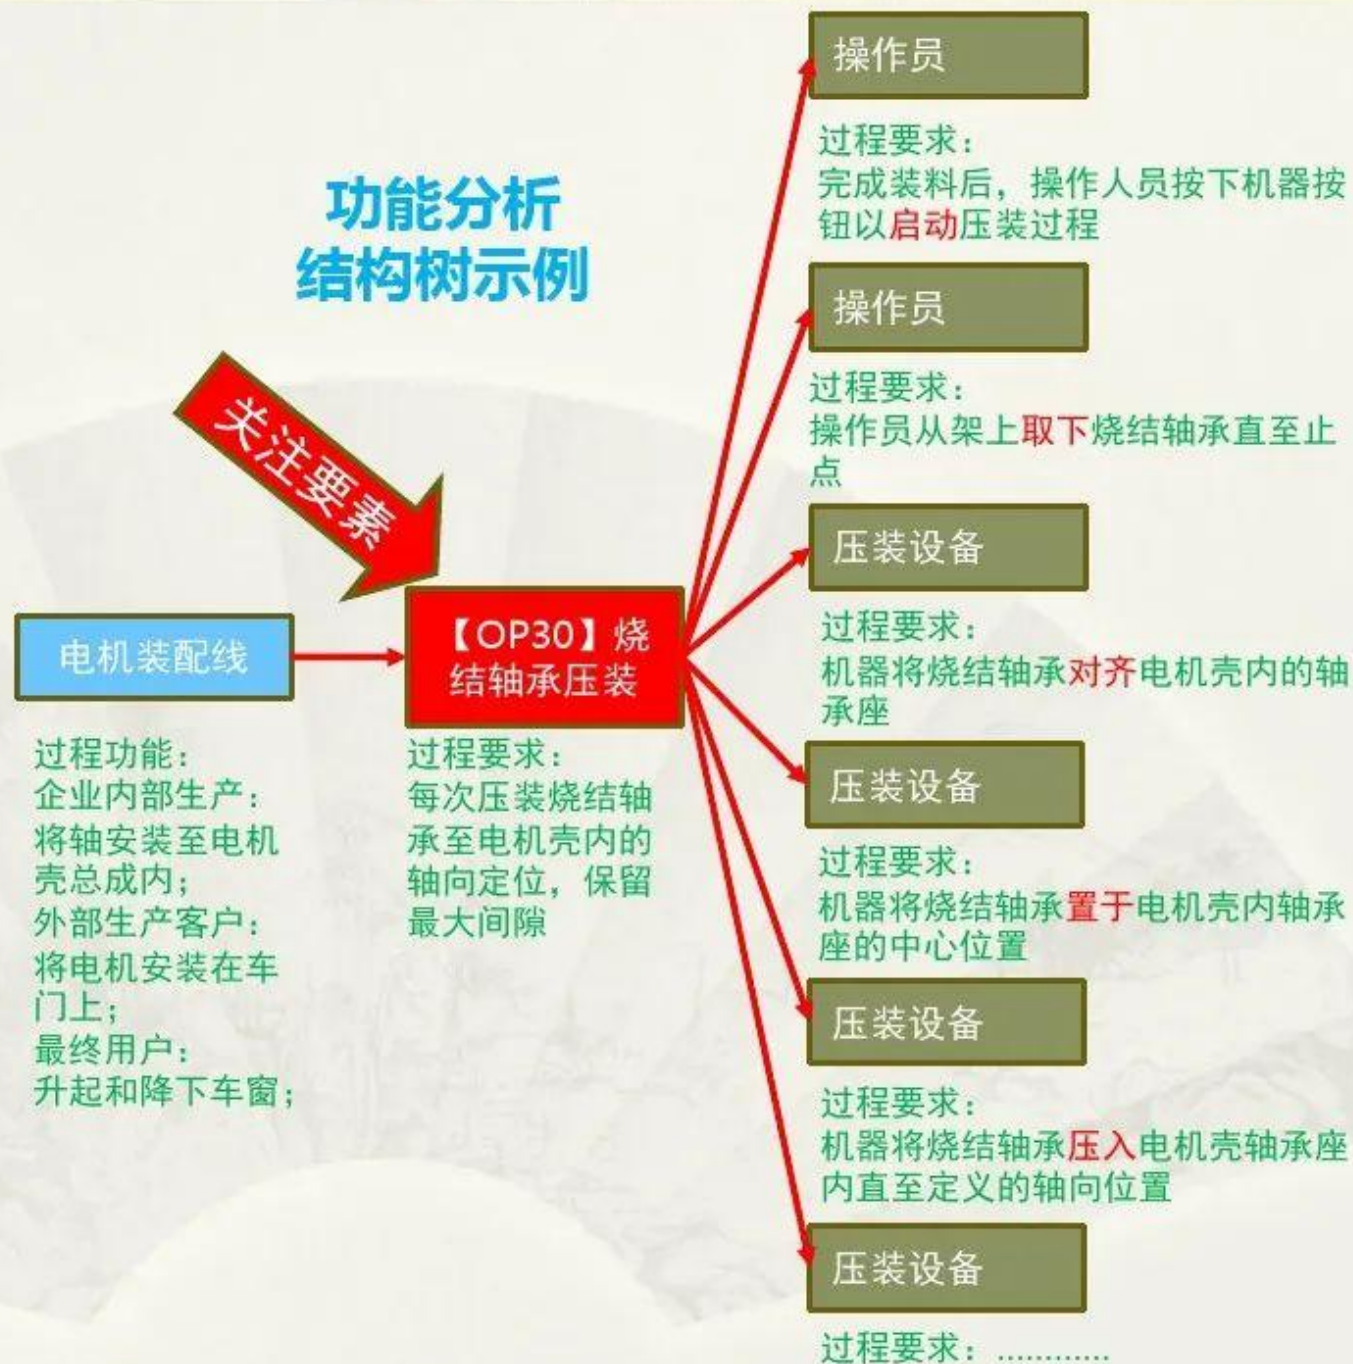 功能分析
结构树示例
关注要素
电机装配线
过程功能：
企业内部生产：
将轴安装至电机
壳总成内；
外部生产客户：
将电机安装在车
门上；
最终用户：
升起和降下车窗；
【OP30】烧
结轴承压装
过程要求：
每次压装烧结轴
承至电机壳内的
轴向定位，保留
最大间隙
操作员
过程要求：
完成装料后，操作人员按下机器按
钮以启动压装过程
操作员
过程要求：
操作员从架上取下烧结轴承直至止
点
压装设备
过程要求：
机器将烧结轴承对齐电机壳内的轴
承座
压装设备
过程要求：
机器将烧结轴承置于电机壳内轴承
座的中心位置
压装设备
过程要求：
机器将烧结轴承压入电机壳轴承座
内直至定义的轴向位置
压装设备
过程要求：............